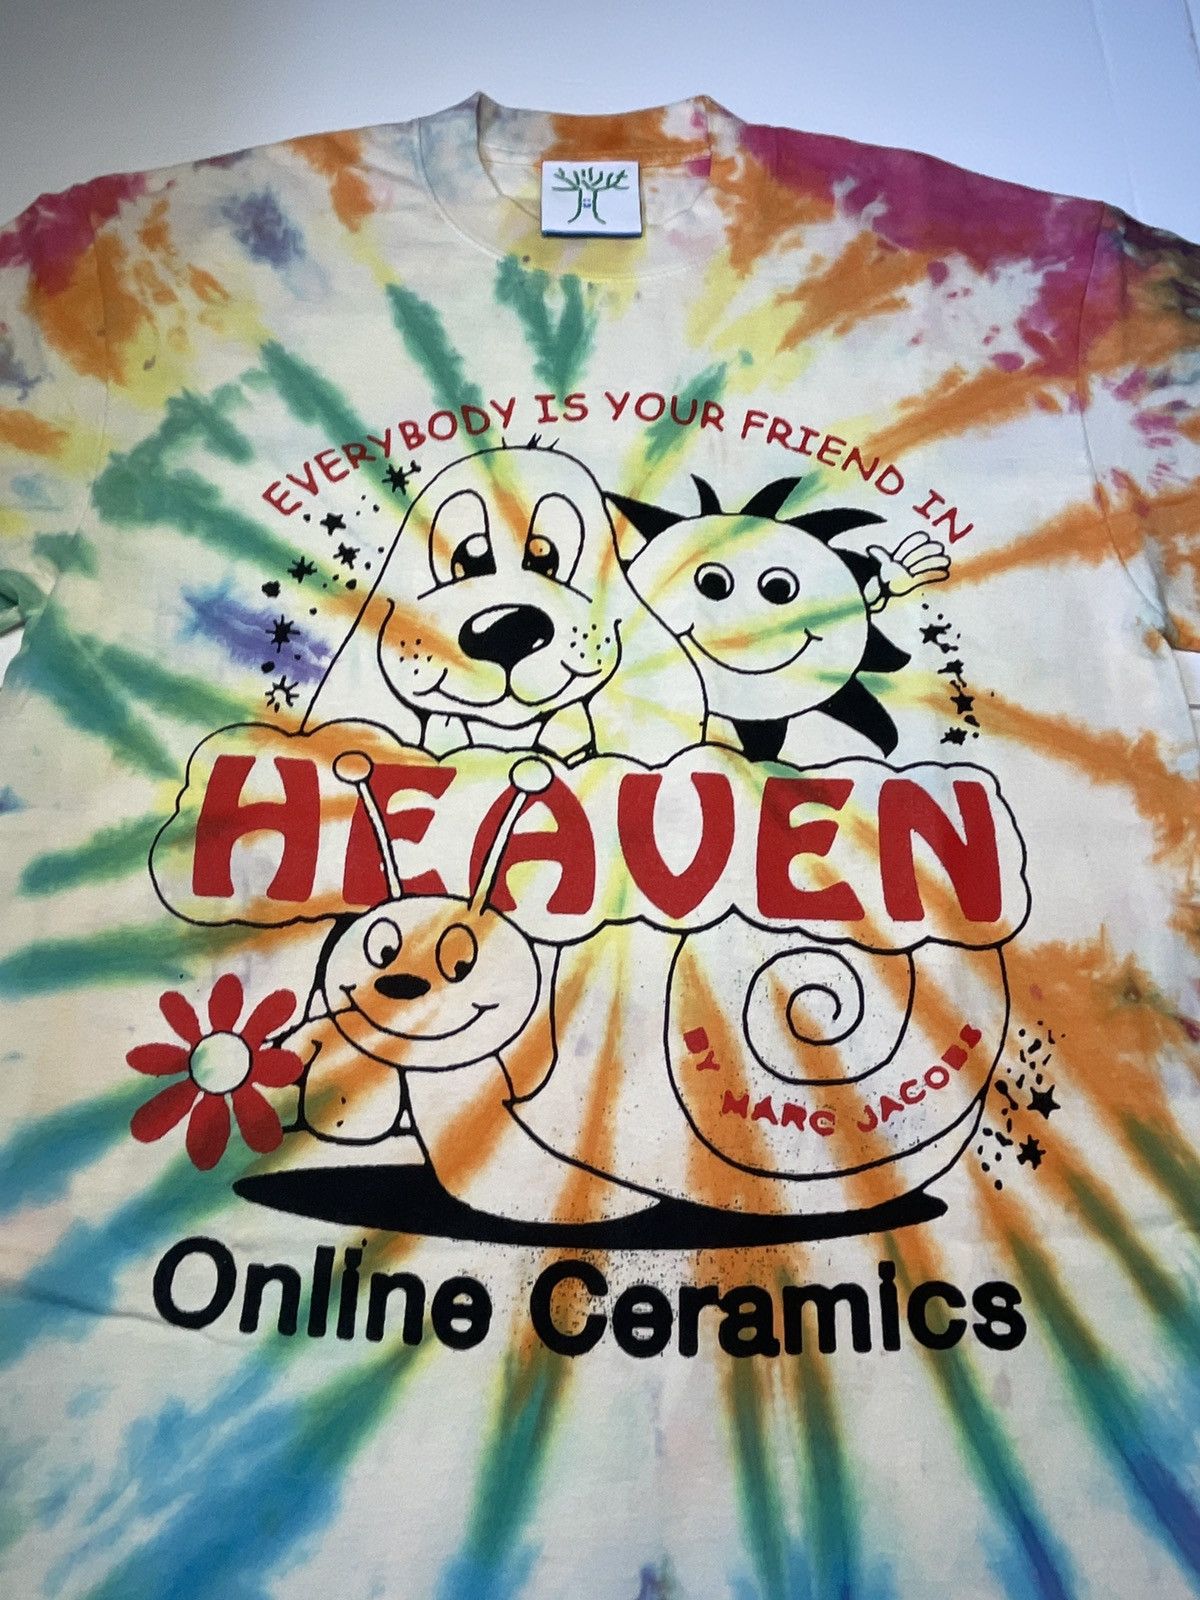 EVERYBODY IS YOUR FRIEND IN
HEAVEN
BY MARC JACOBS
Online Ceramics